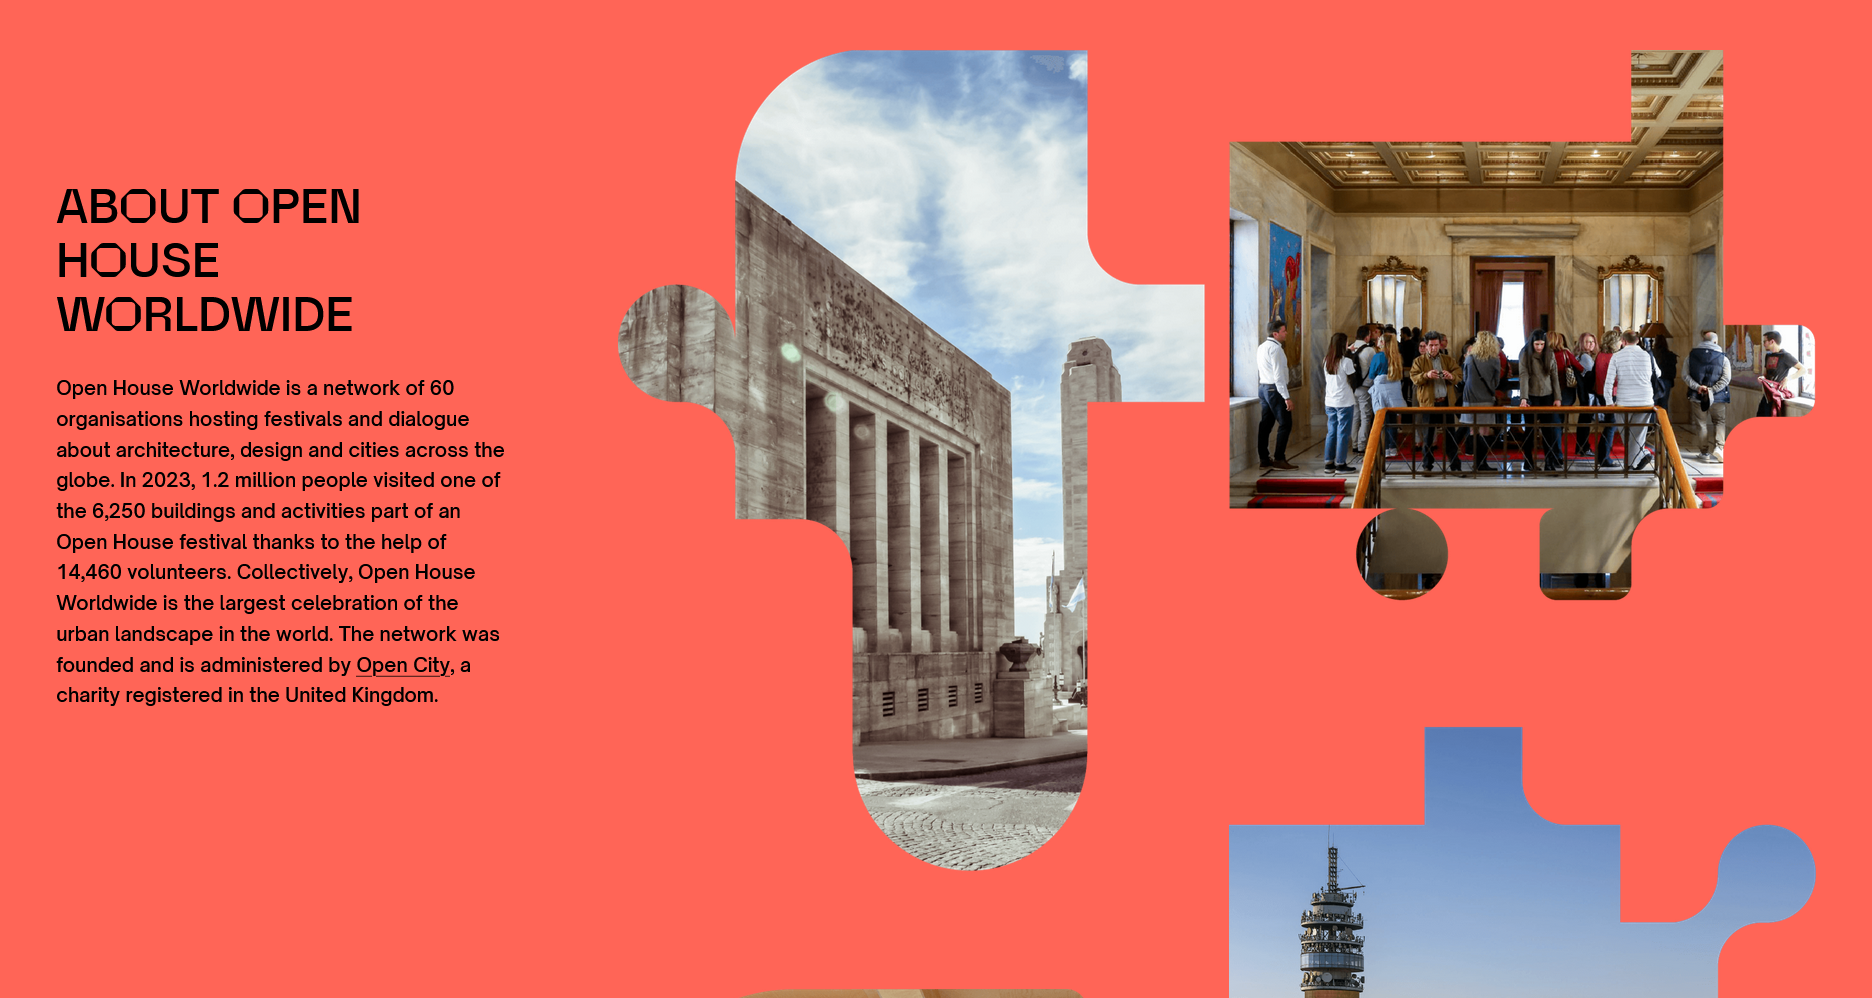 ABOUT OPEN
HOUSE
WORLDWIDE
Open House Worldwide is a network of 60
organisations hosting festivals and dialogue
about architecture, design and cities across the
globe. In 2023, 1.2 million people visited one of
the 6,250 buildings and activities part of an
Open House festival thanks to the help of
14,460 volunteers. Collectively, Open House
Worldwide is the largest celebration of the
urban landscape in the world. The network was
founded and is administered by Open City, a
charity registered in the United Kingdom.